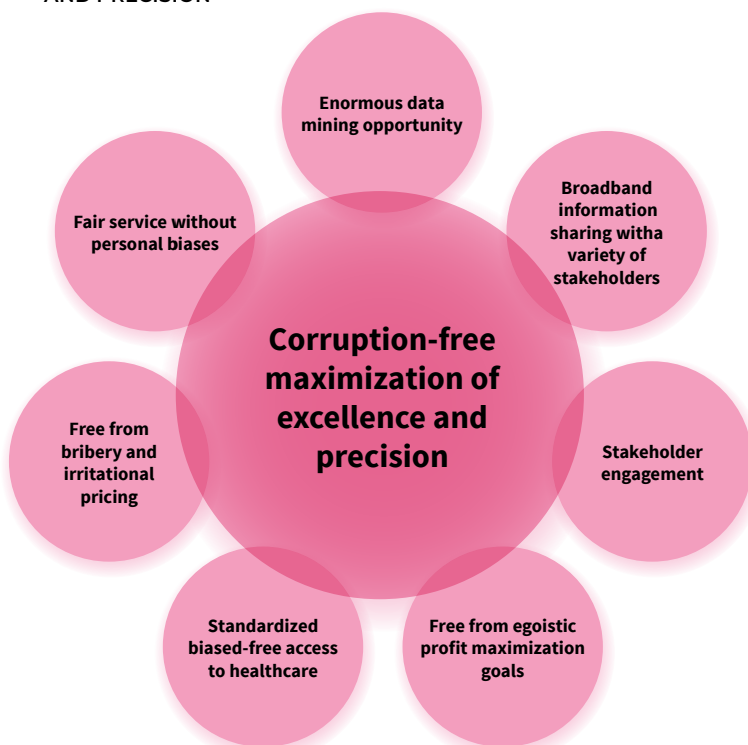 AND PRECISION
Enormous data
mining opportunity
Broadband
information
sharing witha
variety of
stakeholders
Fair service without
personal biases
Corruption-free
maximization of
excellence and
precision
Free from
bribery and
irritational
pricing
Stakeholder
engagement
Standardized
biased-free access
to healthcare
Free from egoistic
profit maximization
goals